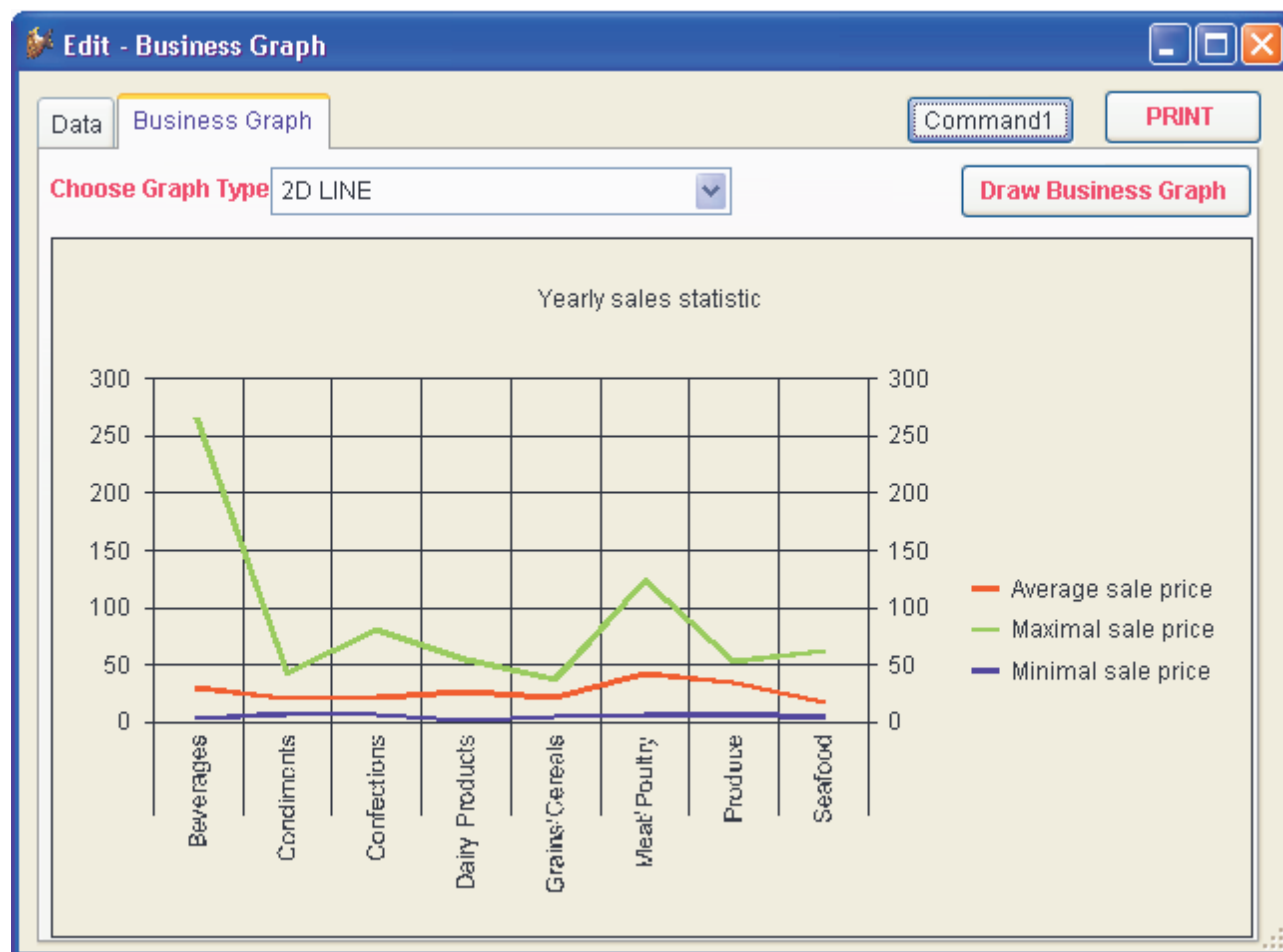 Edit - Business Graph
Data
Business Graph
Command1
PRINT
Choose Graph Type
2D LINE
Draw Business Graph
Yearly sales statistic
300
250
200
150
100
50
0
300
250
200
150
100
50
0
Beverages
Condiments
Confections
Dairy Products
Grains/Cereals
Meat/Poultry
Produce
Seafood
Average sale price
Maximal sale price
Minimal sale price